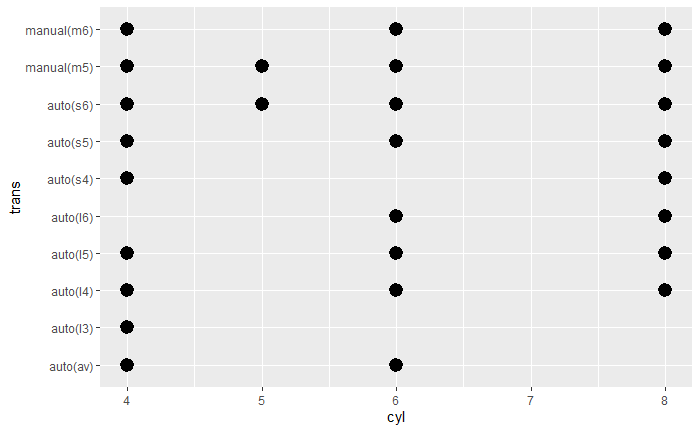 manual(m6)
manual(m5)
auto(s6)
auto(s5)
auto(s4)
auto(l6)
auto(l5)
auto(l4)
auto(l3)
auto(av)
trans
4 5 6 7 8
cyl